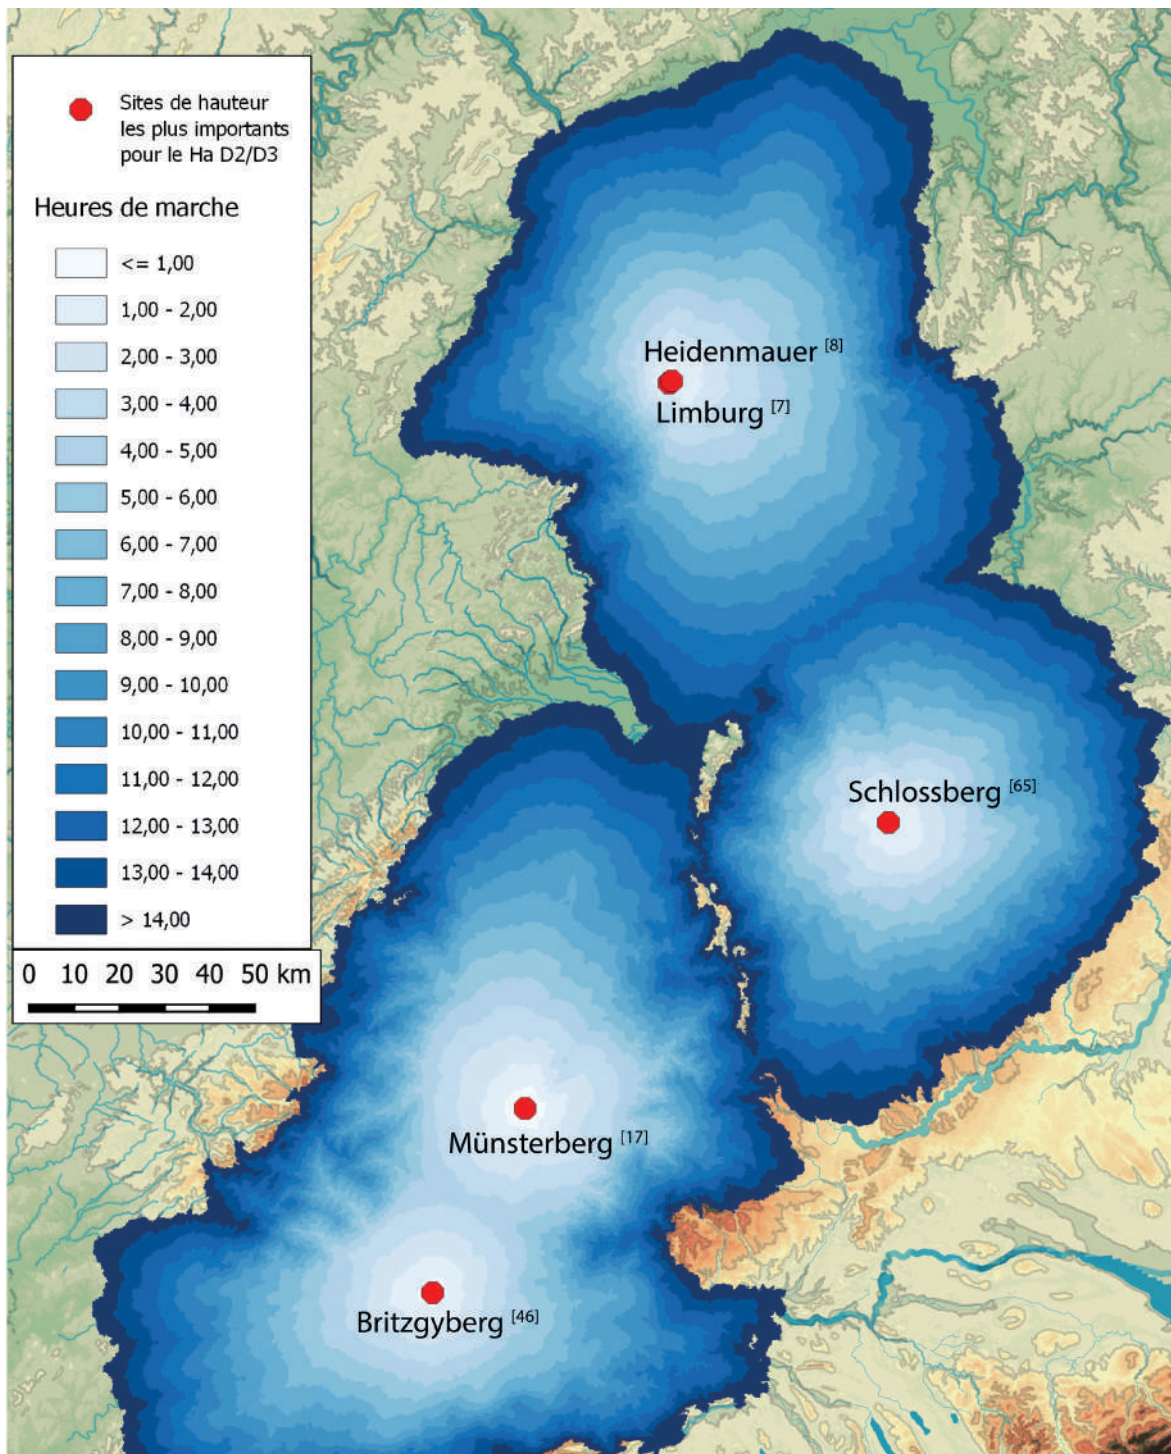 Sites de hauteur
les plus importants
pour le Ha D2/D3
Heures de marche
<= 1,00
1,00 - 2,00
2,00 - 3,00
3,00 - 4,00
4,00 - 5,00
5,00 - 6,00
6,00 - 7,00
7,00 - 8,00
8,00 - 9,00
9,00 - 10,00
10,00 - 11,00
11,00 - 12,00
12,00 - 13,00
13,00 - 14,00
> 14,00
0 10 20 30 40 50 km
Heidenmauer [8]
Limburg [7]
Schlossberg [65]
Münsterberg [17]
Britzgyberg [46]